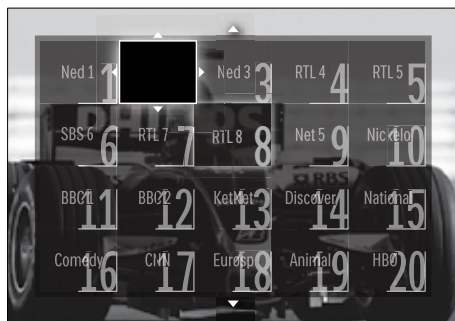 Ned 1 1 Ned 3 3 RTL 4 4 RTL 5 5
SBS 6 6 RTL 7 7 RTL 8 8 Net 5 9 Nickelo 10
BBC1 11 BBC2 12 KetNet 13 Discover 14 National 15
Comedy 16 CNN 17 Eurospo 18 Animal 19 HBO 20
RBS